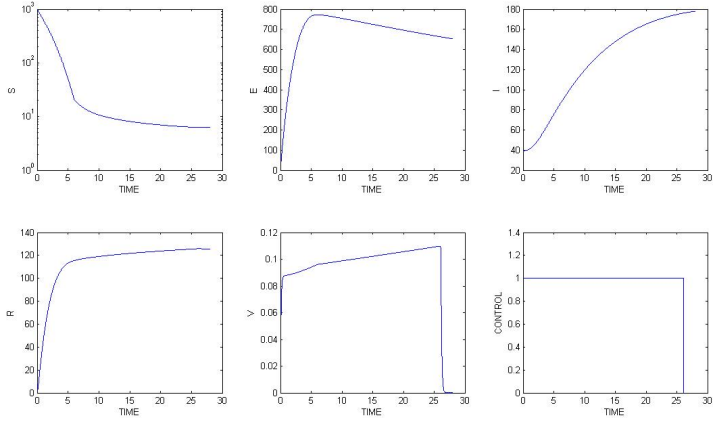 10³
10²
10¹
10⁰
S
0 5 10 15 20 25 30
TIME
800
700
600
500
400
300
200
100
0
E
0 5 10 15 20 25 30
TIME
180
160
140
120
100
80
60
40
20
I
0 5 10 15 20 25 30
TIME
140
120
100
80
60
40
20
0
R
0 5 10 15 20 25 30
TIME
0.12
0.1
0.08
0.06
0.04
0.02
0
V
0 5 10 15 20 25 30
TIME
1.4
1.2
1
0.8
0.6
0.4
0.2
0
CONTROL
0 5 10 15 20 25 30
TIME